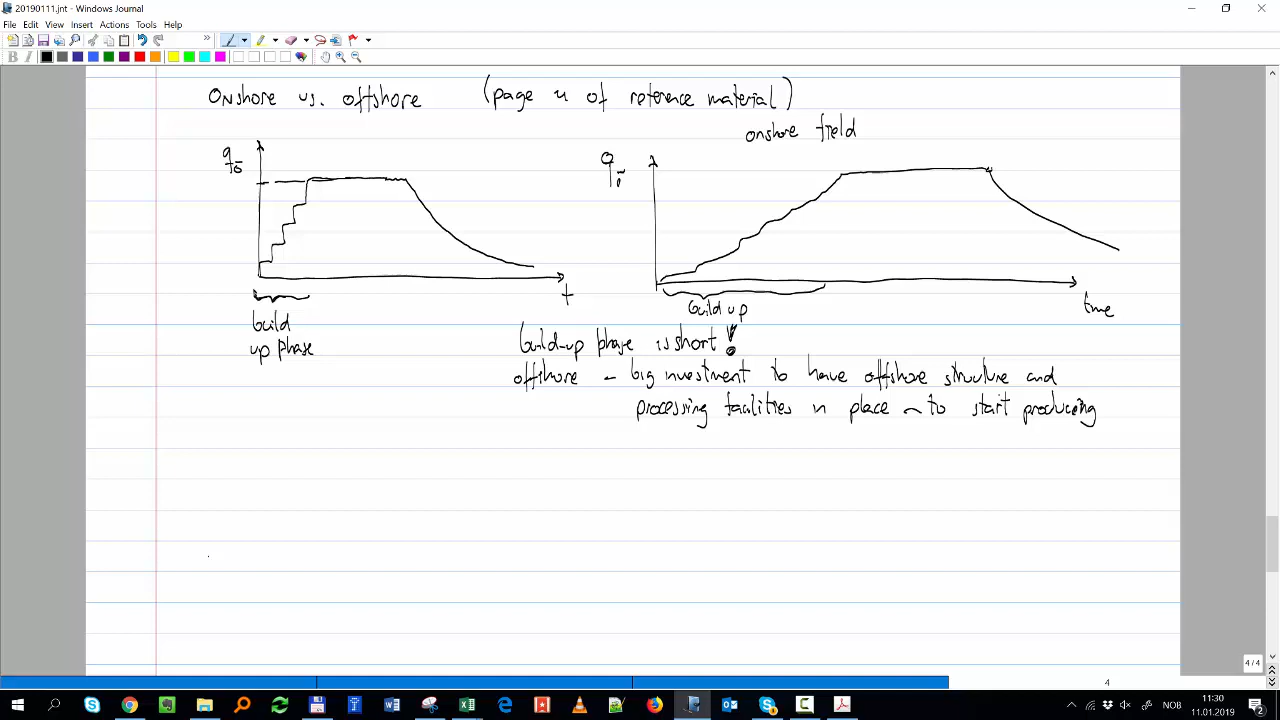 20190111.jnt - Windows Journal
File Edit View Insert Actions Tools Help
B I
Onshore vs. offshore (page 4 of reference material)
onshore field
qō
t
build
up phase
qō
build up
time
build-up phase is short!
offshore - big investment to have offshore structure and
processing facilities in place - to start producing
4/4
4
NOB
11:30
11.01.2019